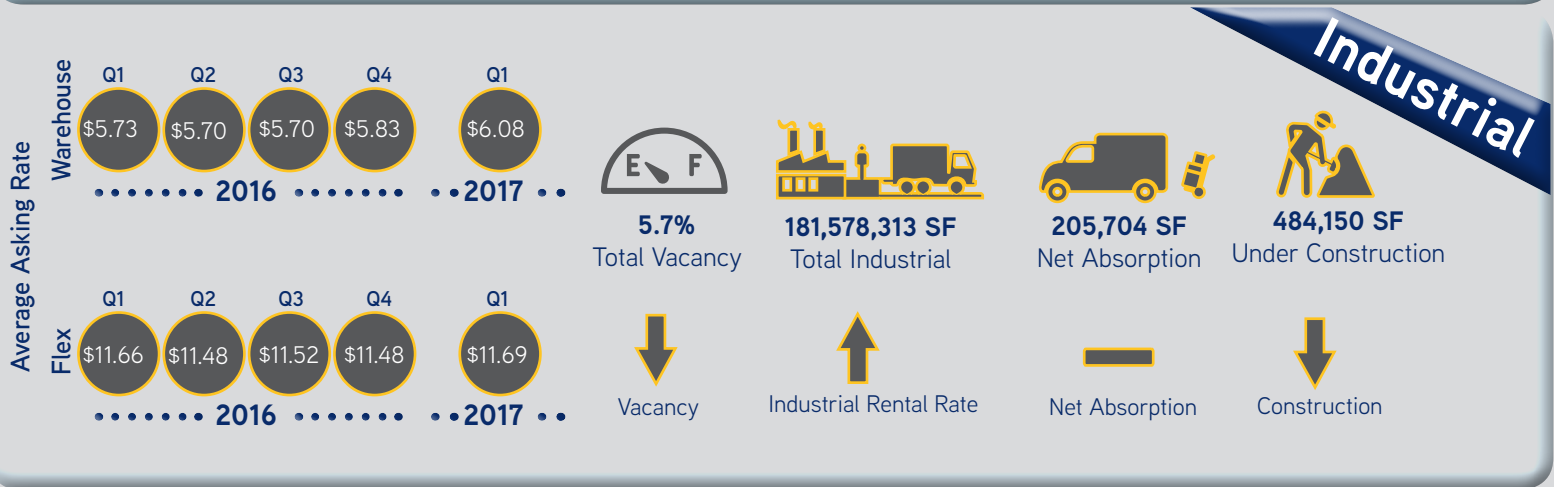 Industrial
Average Asking Rate
Warehouse
Q1 Q2 Q3 Q4 Q1
$5.73 $5.70 $5.70 $5.83 $6.08
2016 2017
Flex
Q1 Q2 Q3 Q4 Q1
$11.66 $11.48 $11.52 $11.48 $11.69
2016 2017
E F
5.7%
Total Vacancy
181,578,313 SF
Total Industrial
205,704 SF
Net Absorption
484,150 SF
Under Construction
Vacancy
Industrial Rental Rate
Net Absorption
Construction